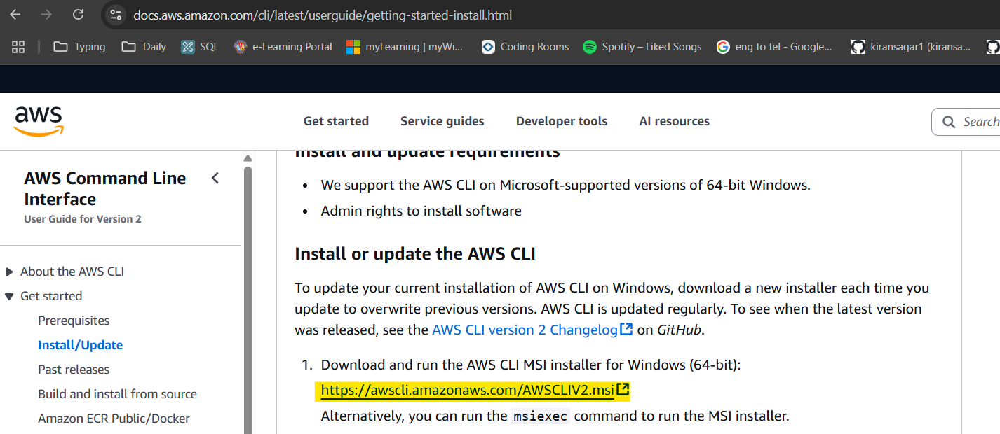 docs.aws.amazon.com/cli/latest/userguide/getting-started-install.html
Typing Daily SQL e-Learning Portal myLearning | myWi... Coding Rooms Spotify – Liked Songs eng to tel - Google... kiransagar1 (kiransa...
aws
Get started Service guides Developer tools AI resources Search
AWS Command Line
Interface
User Guide for Version 2
About the AWS CLI
Get started
Prerequisites
Install/Update
Past releases
Build and install from source
Amazon ECR Public/Docker
Install and update requirements
• We support the AWS CLI on Microsoft-supported versions of 64-bit Windows.
• Admin rights to install software
Install or update the AWS CLI
To update your current installation of AWS CLI on Windows, download a new installer each time you
update to overwrite previous versions. AWS CLI is updated regularly. To see when the latest version
was released, see the AWS CLI version 2 Changelog on GitHub.
1. Download and run the AWS CLI MSI installer for Windows (64-bit):
https://awscli.amazonaws.com/AWSCLIV2.msi
Alternatively, you can run the msiexec command to run the MSI installer.